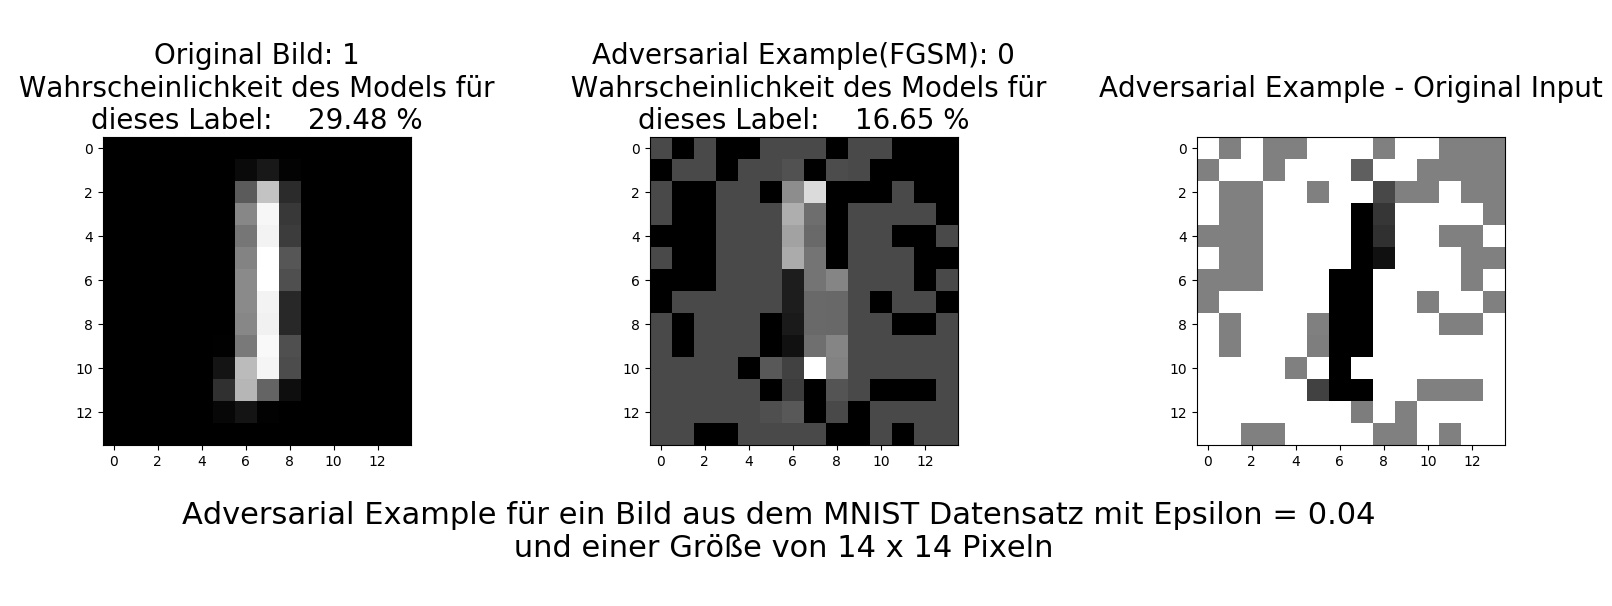 Original Bild: 1
Wahrscheinlichkeit des Models für
dieses Label: 29.48 %
Adversarial Example(FGSM): 0
Wahrscheinlichkeit des Models für
dieses Label: 16.65 %
Adversarial Example - Original Input
0
2
4
6
8
10
12
0 2 4 6 8 10 12
0
2
4
6
8
10
12
0 2 4 6 8 10 12
0
2
4
6
8
10
12
0 2 4 6 8 10 12
Adversarial Example für ein Bild aus dem MNIST Datensatz mit Epsilon = 0.04
und einer Größe von 14 x 14 Pixeln